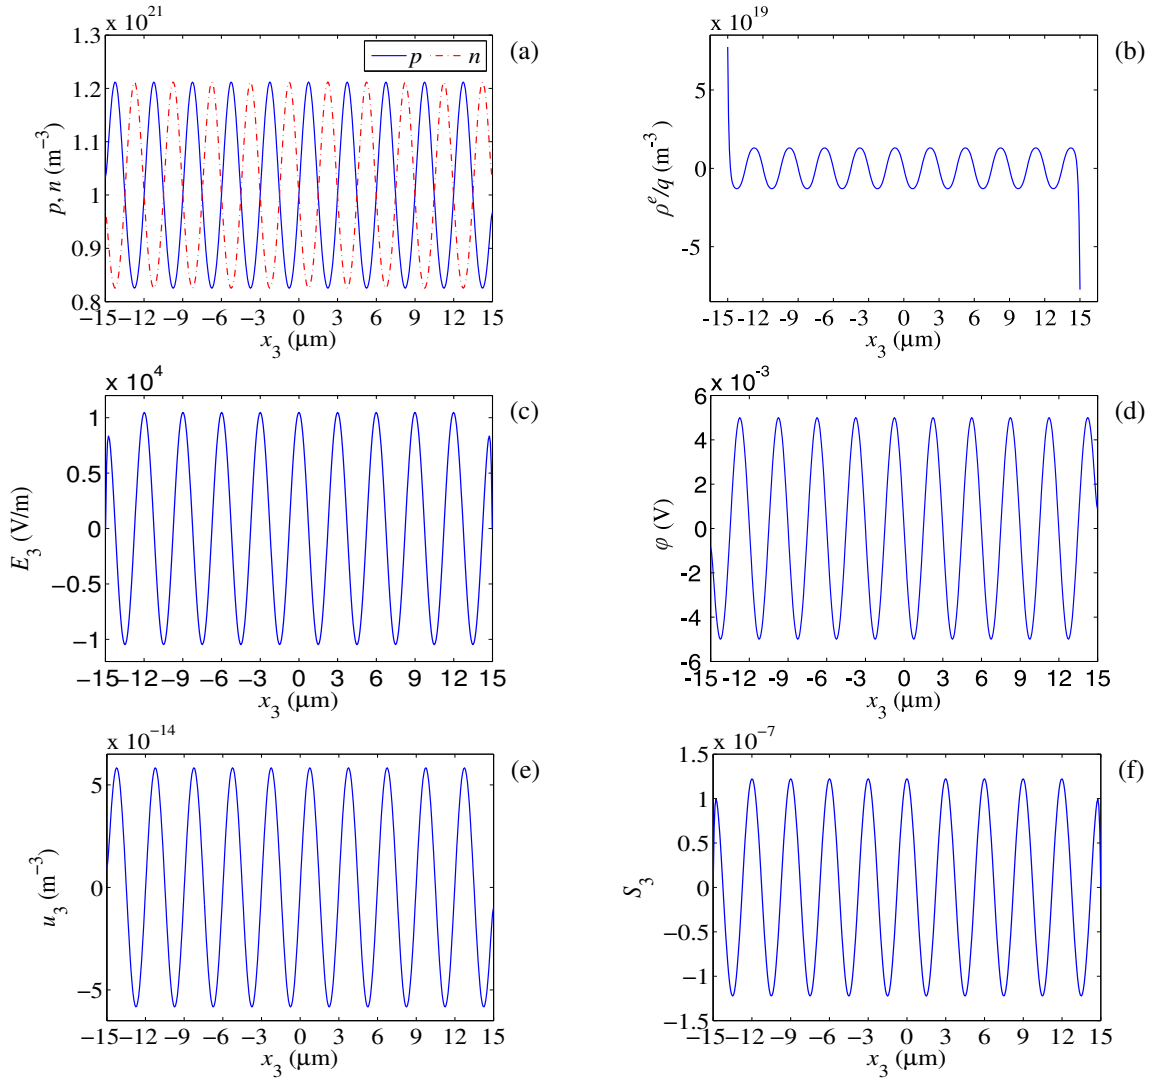 x 10^21
1.3
1.2
1.1
1
0.9
0.8
p, n (m^−3)
p n
(a)
−15 −12 −9 −6 −3 0 3 6 9 12 15
x_3 (μm)
x 10^19
5
0
-5
ρ^e/q (m^-3)
(b)
-15 -12 -9 -6 -3 0 3 6 9 12 15
x_3 (μm)
x 10^4
1
0.5
0
−0.5
−1
E_3 (V/m)
(c)
−15 −12 −9 −6 −3 0 3 6 9 12 15
x_3 (μm)
x 10^-3
6
4
2
0
-2
-4
-6
φ (V)
(d)
-15 -12 -9 -6 -3 0 3 6 9 12 15
x_3 (μm)
x 10^−14
5
0
−5
u_3 (m^−3)
(e)
−15 −12 −9 −6 −3 0 3 6 9 12 15
x_3 (μm)
x 10^−7
1.5
1
0.5
0
−0.5
−1
−1.5
S_3
(f)
−15 −12 −9 −6 −3 0 3 6 9 12 15
x_3 (μm)